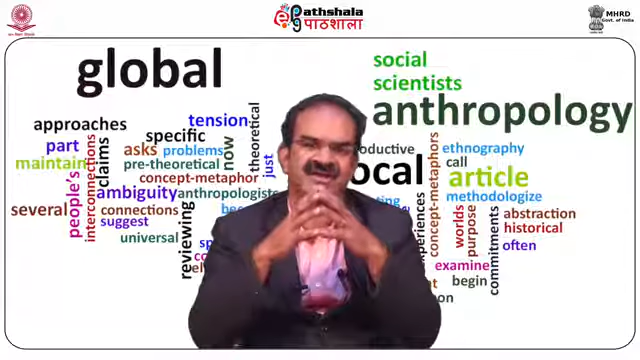 ePathshala
पाठशाला
MHRD
Govt. of India
global
social
scientists
anthropology
approaches
tension
specific
part
claims
asks
problems
now
theoretical
just
maintain
pre-theoretical
concept-metaphor
people's
interconnections
ambiguity
anthropologists
several
connections
suggest
reviewing
universal
ethnography
call
article
concept-metaphors
methodologize
worlds
purpose
commitments
abstraction
historical
often
examine
begin